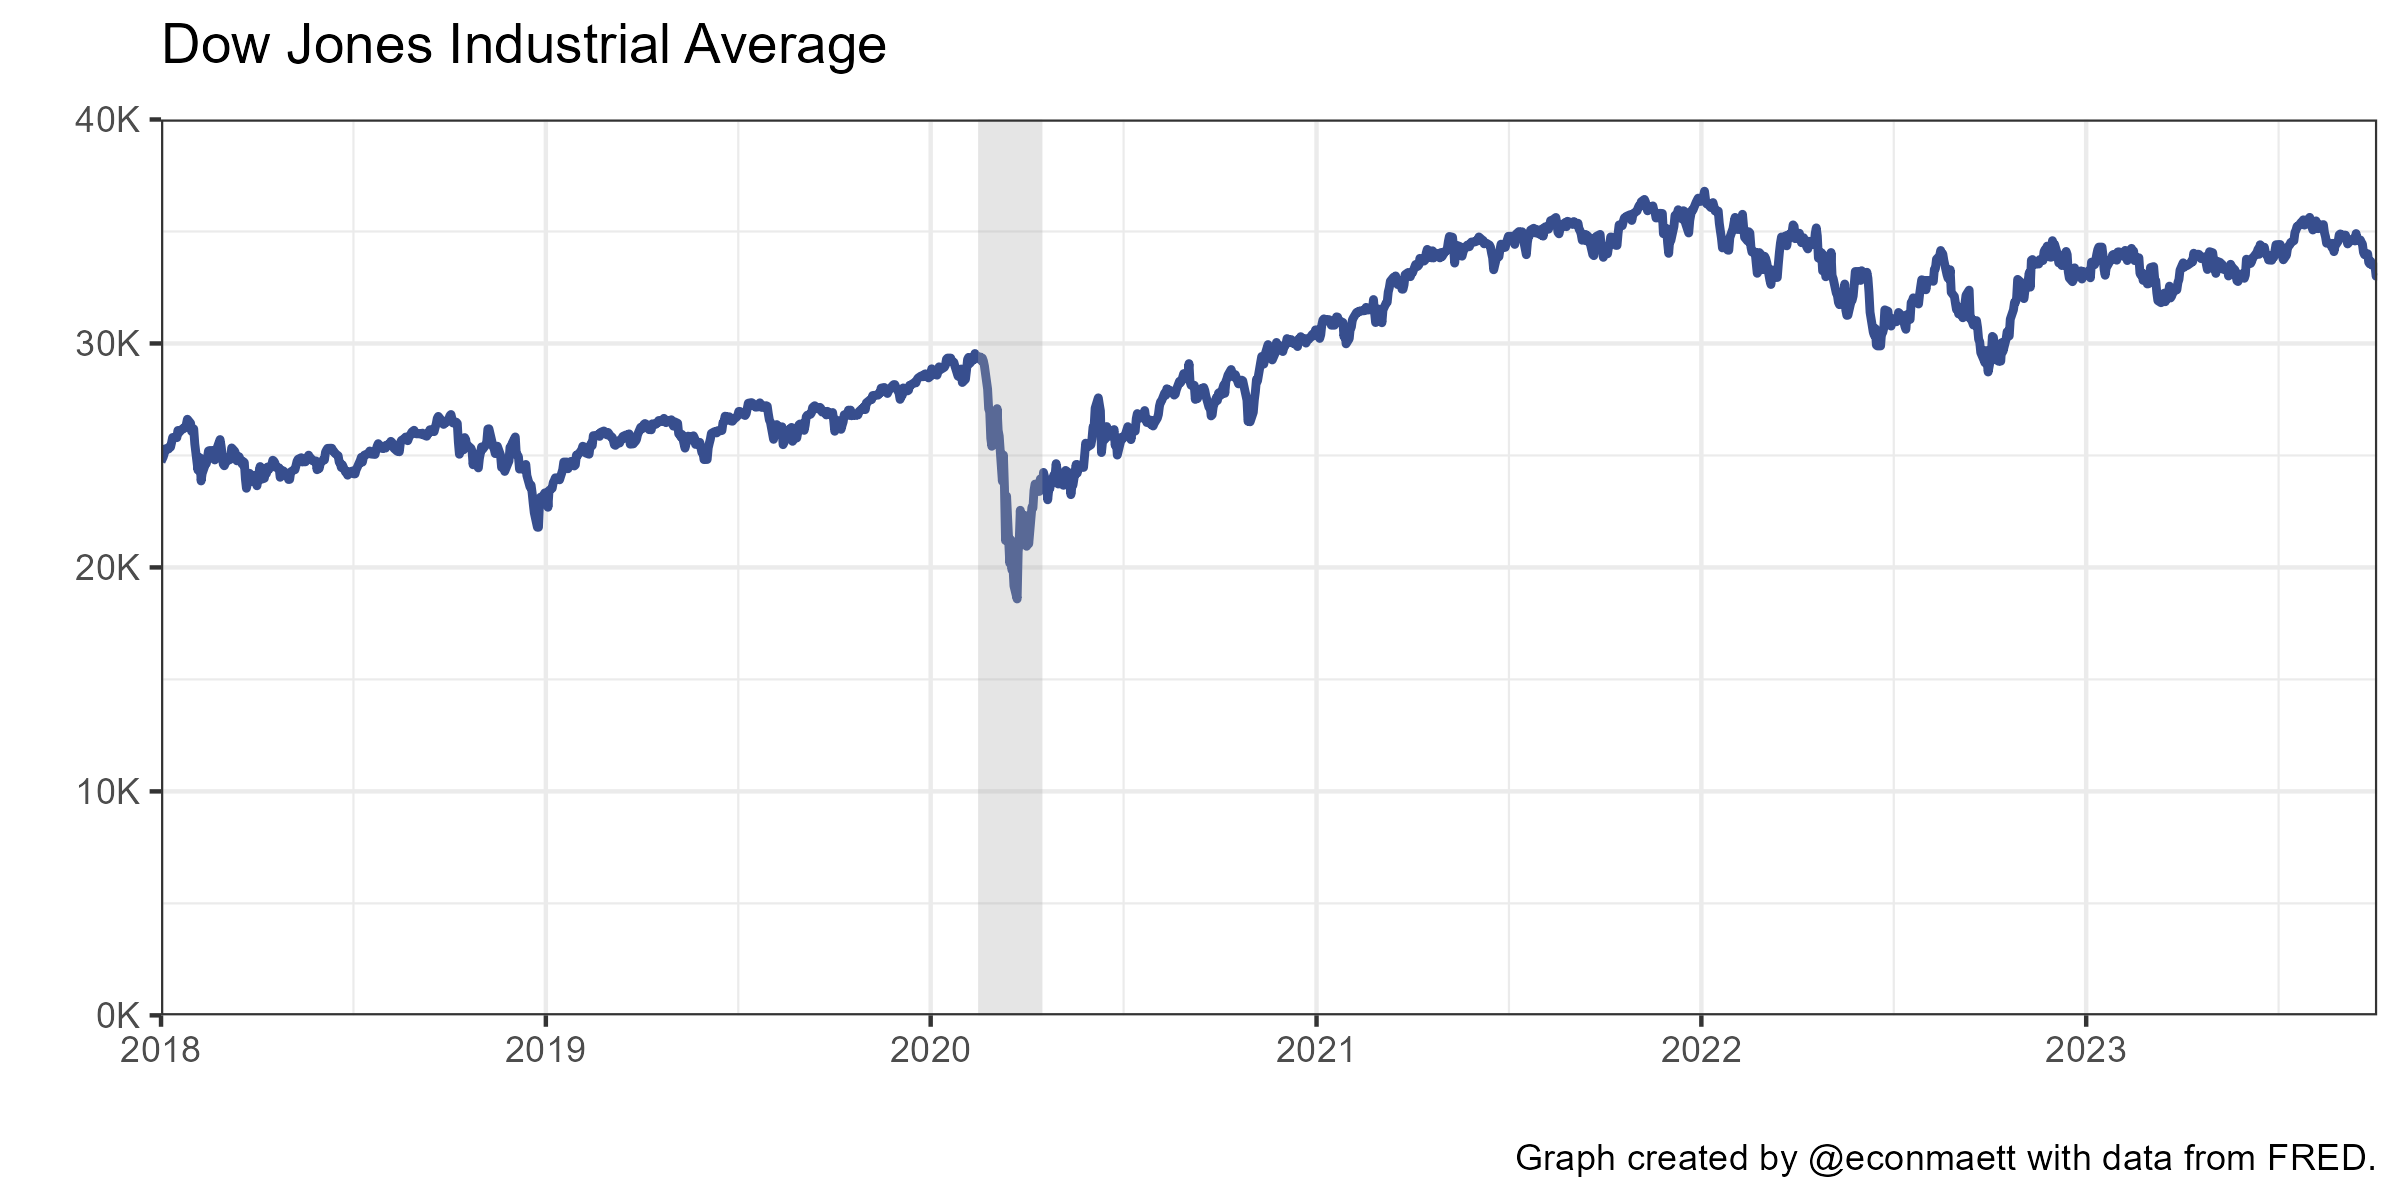 Dow Jones Industrial Average
40K
30K
20K
10K
0K
2018 2019 2020 2021 2022 2023
Graph created by @econmaett with data from FRED.